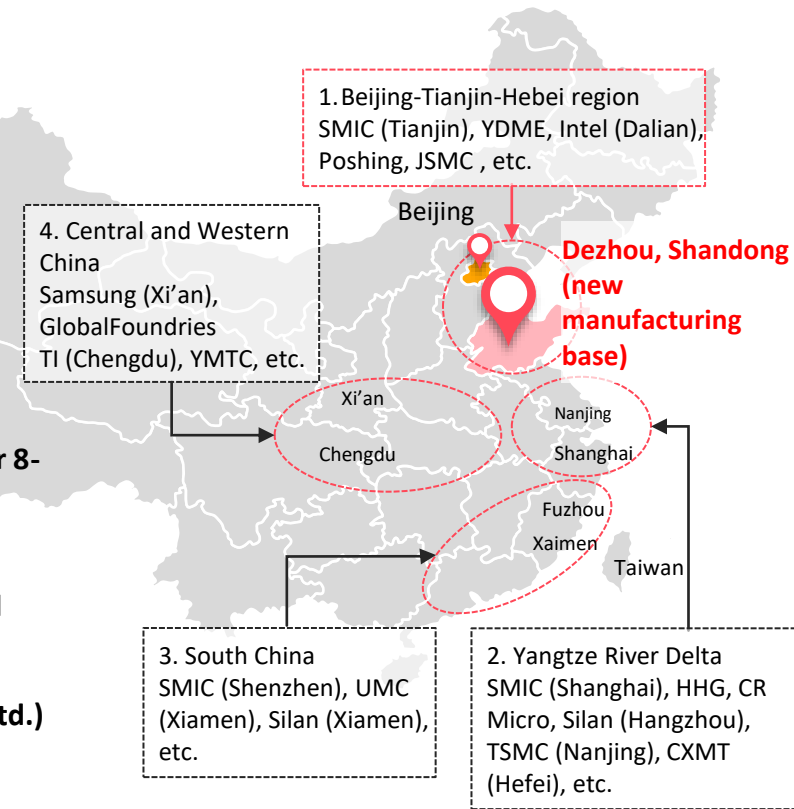 1.Beijing-Tianjin-Hebei region
SMIC (Tianjin), YDME, Intel (Dalian),
Poshing, JSMC , etc.
Beijing
4. Central and Western
China
Samsung (Xi’an),
GlobalFoundries
TI (Chengdu), YMTC, etc.
Dezhou, Shandong
(new
manufacturing
base)
Xi’an
Nanjing
Chengdu
Shanghai
r 8-
Fuzhou
Xaimen
Taiwan
3. South China
SMIC (Shenzhen), UMC
(Xiamen), Silan (Xiamen),
etc.
td.)
2. Yangtze River Delta
SMIC (Shanghai), HHG, CR
Micro, Silan (Hangzhou),
TSMC (Nanjing), CXMT
(Hefei), etc.